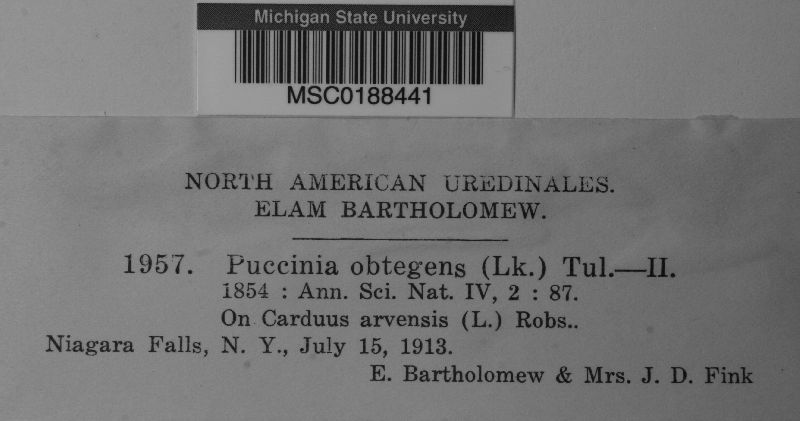 Michigan State University
MSC0188441
NORTH AMERICAN UREDINALES.
ELAM BARTHOLOMEW.
1957. Puccinia obtegens (Lk.) Tul.—II.
1854 : Ann. Sci. Nat. IV, 2 : 87.
On Carduus arvensis (L.) Robs..
Niagara Falls, N. Y., July 15, 1913.
E. Bartholomew & Mrs. J. D. Fink